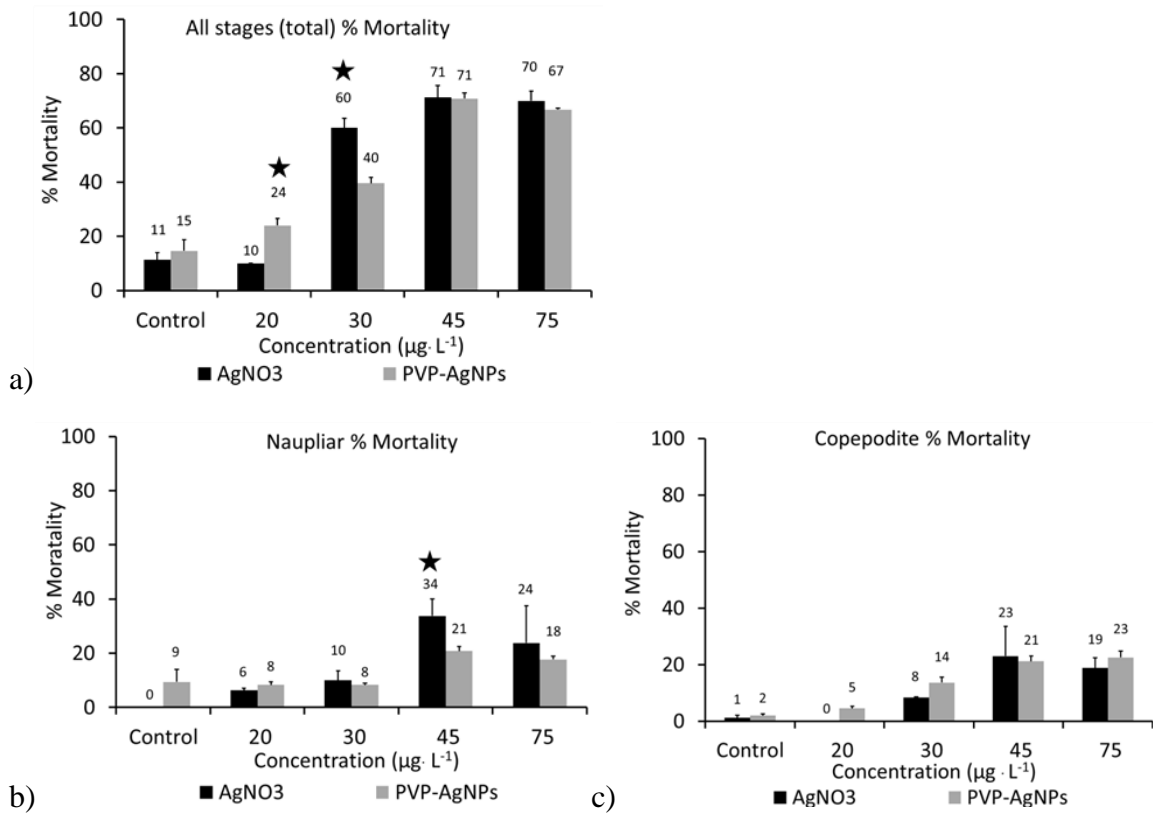 All stages (total) % Mortality
100
80
60
40
20
0
% Mortality
11 15
10 24
60 40
71 71
70 67
Control 20 30 45 75
Concentration (µg· L-1)
AgNO3 PVP-AgNPs
a)
Naupliar % Mortality
100
80
60
40
20
0
% Moratality
0 9
6 8
10 8
34 21
24 18
Control 20 30 45 75
Concentration (µg· L-1)
AgNO3 PVP-AgNPs
b)
Copepodite % Mortality
100
80
60
40
20
0
% Mortality
1 2
0 5
8 14
23 21
19 23
Control 20 30 45 75
Concentration (µg· L-1)
AgNO3 PVP-AgNPs
c)